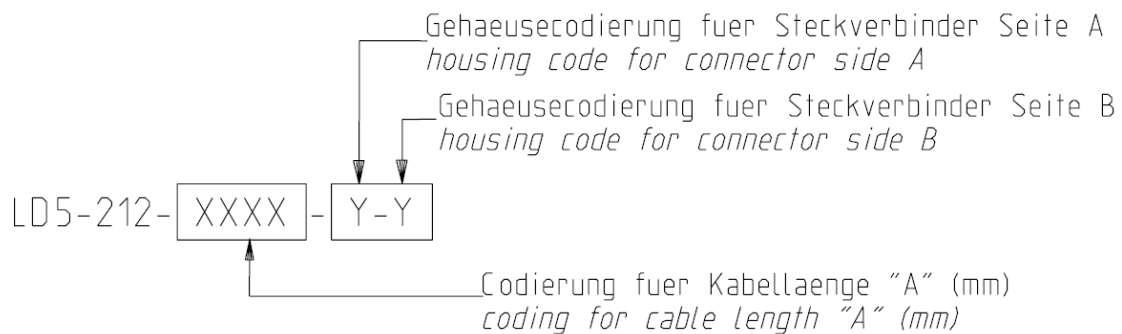 Gehaeusecodierung fuer Steckverbinder Seite A
housing code for connector side A
Gehaeusecodierung fuer Steckverbinder Seite B
housing code for connector side B
LD5-212-XXXX-Y-Y
Codierung fuer Kabellaenge "A" (mm)
coding for cable length "A" (mm)